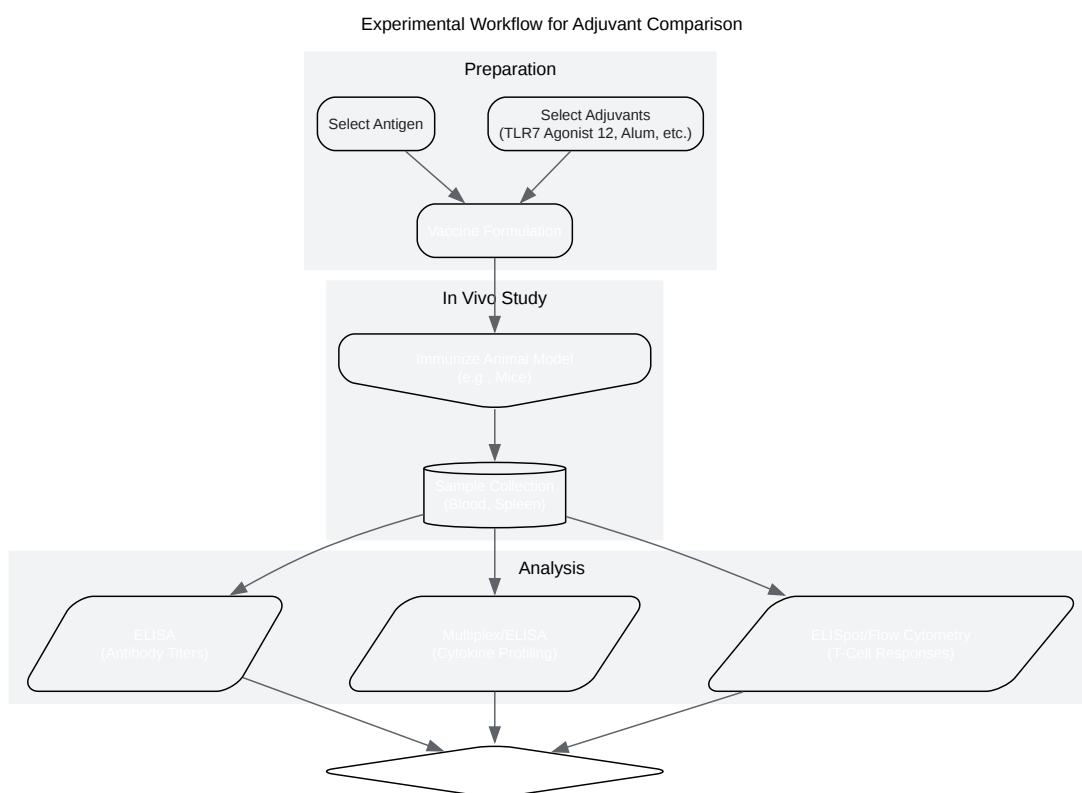 Experimental Workflow for Adjuvant Comparison
Preparation
Select Antigen
Select Adjuvants
(TLR7 Agonist 12, Alum, etc.)
Vaccine Formulation
In Vivo Study
Immunize Animal Model
(e.g., Mice)
Sample Collection
(Blood, Spleen)
Analysis
ELISA
(Antibody Titers)
Multiplex/ELISA
(Cytokine Profiling)
ELISpot/Flow Cytometry
(T-Cell Responses)